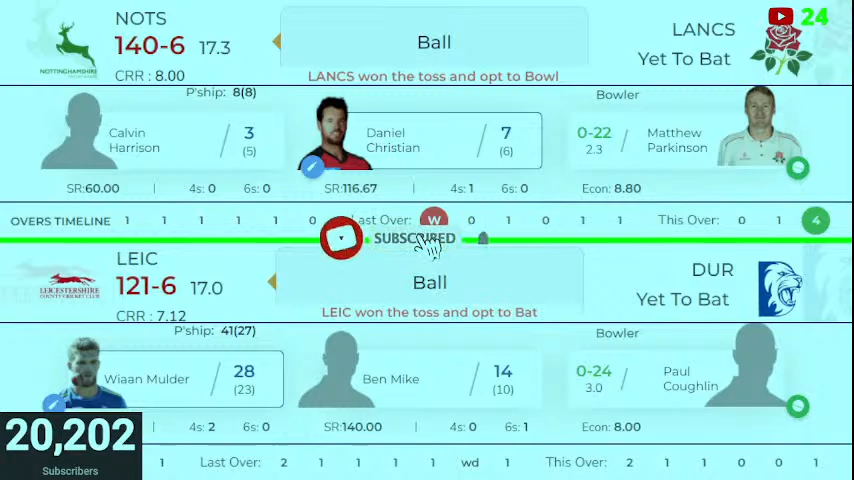 NOTS
140-6 17.3
CRR : 8.00
Ball
LANCS won the toss and opt to Bowl
LANCS
Yet To Bat
24
NOTTINGHAMSHIRE
P'ship: 8(8)
Bowler
Calvin Harrison 3 (5)
Daniel Christian 7 (6)
0-22 / 2.3 Matthew Parkinson
SR:60.00 | 4s: 0 6s: 0
SR:116.67 | 4s: 1 6s: 0
Econ: 8.80
OVERS TIMELINE 1 1 1 1 1 0 Last Over: W 0 1 0 1 1 This Over: 0 1 4
SUBSCRIBED
LEIC
121-6 17.0
CRR : 7.12
Ball
LEIC won the toss and opt to Bat
DUR
Yet To Bat
LEICESTERSHIRE
COUNTY CRICKET CLUB
P'ship: 41(27)
Bowler
Wiaan Mulder 28 (23)
Ben Mike 14 (10)
0-24 / 3.0 Paul Coughlin
4s: 2 6s: 0
SR:140.00 | 4s: 0 6s: 1
Econ: 8.00
20,202
Subscribers
1 Last Over: 2 1 1 1 1 wd 1 This Over: 2 1 1 0 0 1